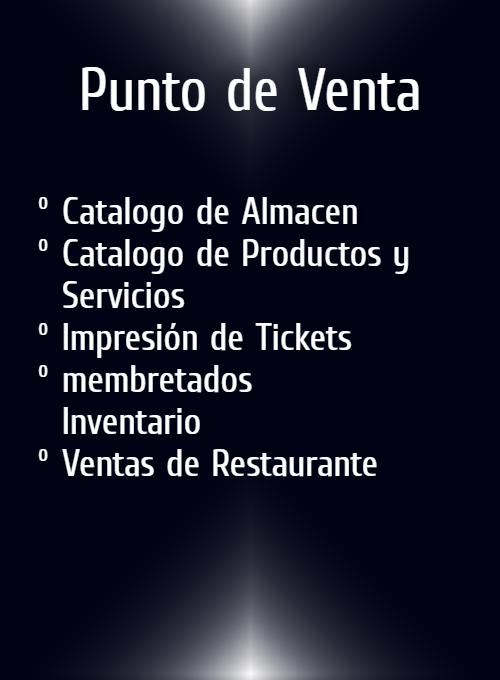 Punto de Venta
º Catalogo de Almacen
º Catalogo de Productos y
Servicios
º Impresión de Tickets
º membretados
Inventario
º Ventas de Restaurante